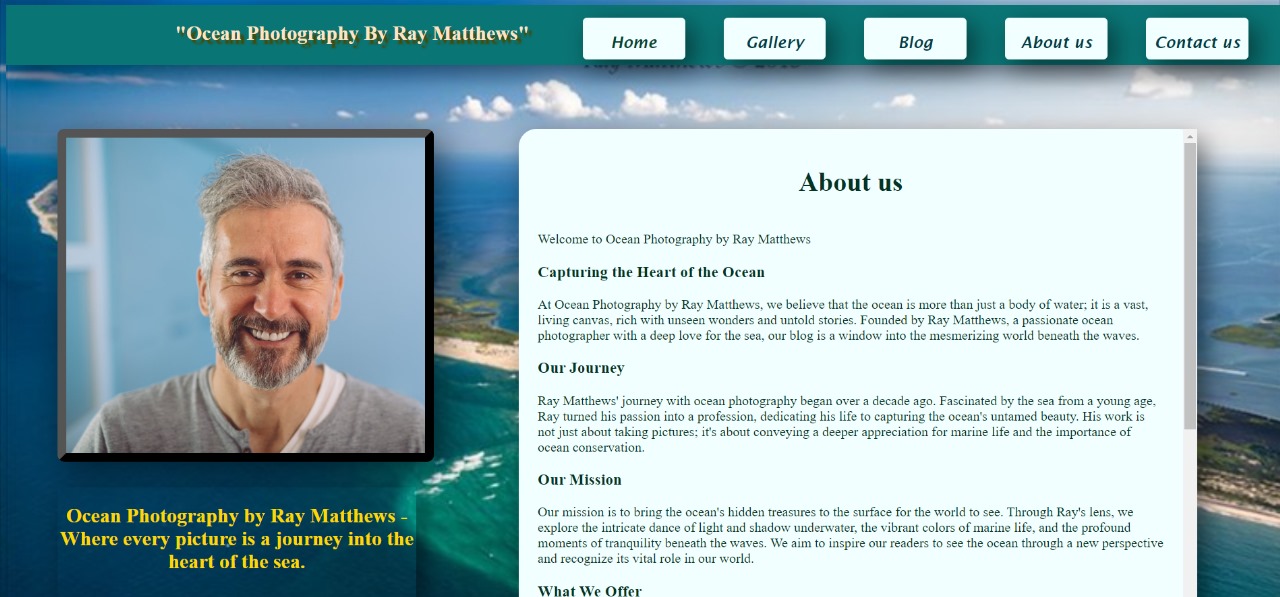 "Ocean Photography By Ray Matthews"
Home
Gallery
Blog
About us
Contact us
About us
Welcome to Ocean Photography by Ray Matthews
Capturing the Heart of the Ocean
At Ocean Photography by Ray Matthews, we believe that the ocean is more than just a body of water; it is a vast,
living canvas, rich with unseen wonders and untold stories. Founded by Ray Matthews, a passionate ocean
photographer with a deep love for the sea, our blog is a window into the mesmerizing world beneath the waves.
Our Journey
Ray Matthews' journey with ocean photography began over a decade ago. Fascinated by the sea from a young age,
Ray turned his passion into a profession, dedicating his life to capturing the ocean's untamed beauty. His work is
not just about taking pictures; it's about conveying a deeper appreciation for marine life and the importance of
ocean conservation.
Our Mission
Our mission is to bring the ocean's hidden treasures to the surface for the world to see. Through Ray's lens, we
explore the intricate dance of light and shadow underwater, the vibrant colors of marine life, and the profound
moments of tranquility beneath the waves. We aim to inspire our readers to see the ocean through a new perspective
and recognize its vital role in our world.
What We Offer
Ocean Photography by Ray Matthews -
Where every picture is a journey into the
heart of the sea.